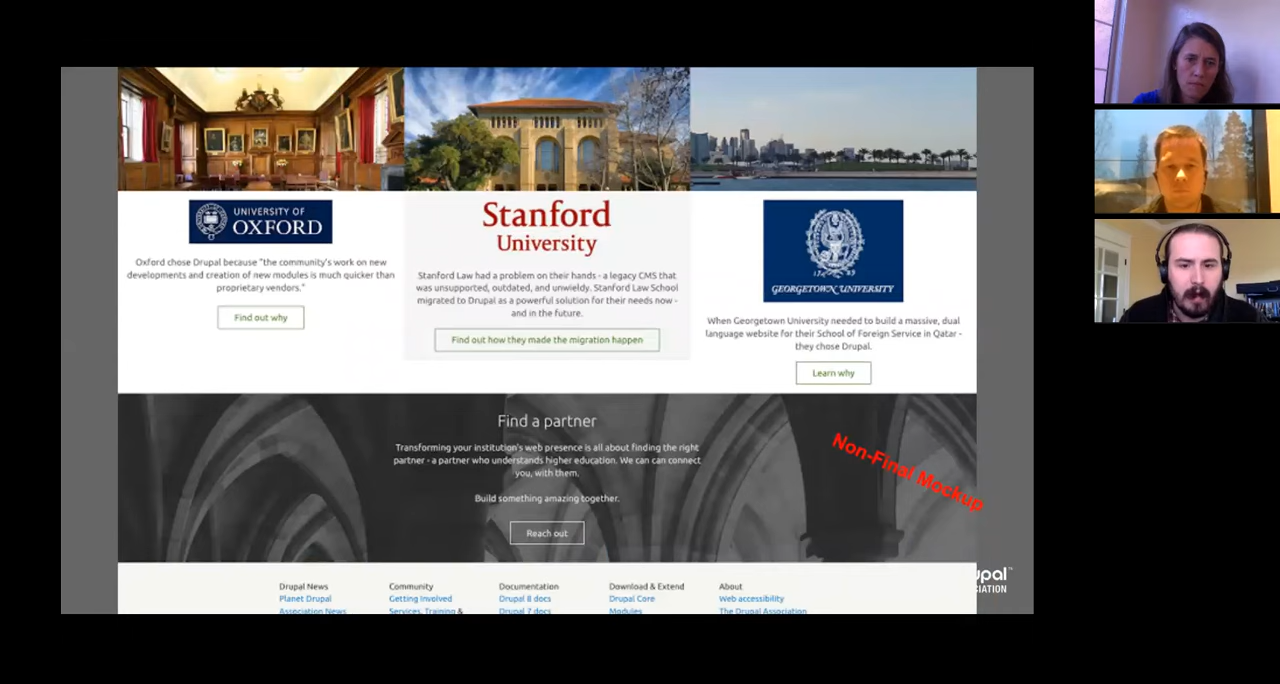 UNIVERSITY OF
OXFORD
Oxford chose Drupal because "the community's work on new
developments and creation of new modules is much quicker than
proprietary vendors."
Find out why
Stanford
University
Stanford Law had a problem on their hands - a legacy CMS that
was unsupported, outdated, and unwieldy. Stanford Law School
migrated to Drupal as a powerful solution for their needs now -
and in the future.
Find out how they made the migration happen
GEORGETOWN UNIVERSITY
When Georgetown University needed to build a massive, dual
language website for their School of Foreign Service in Qatar -
they chose Drupal.
Learn why
Find a partner
Transforming your institution's web presence is all about finding the right
partner - a partner who understands higher education. We can can connect
you, with them.
Build something amazing together.
Reach out
Non-Final Mockup
Drupal News
Planet Drupal
Association News
Community
Getting Involved
Services, Training &
Documentation
Drupal 8 docs
Drupal 7 docs
Download & Extend
Drupal Core
Modules
About
Web accessibility
The Drupal Association
upal™
CIATION